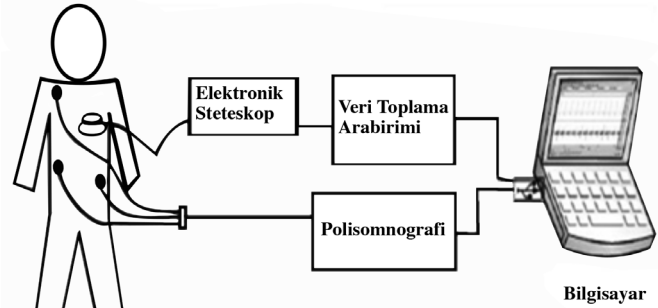 Elektronik
Steteskop
Veri Toplama
Arabirimi
Polisomnografi
Bilgisayar